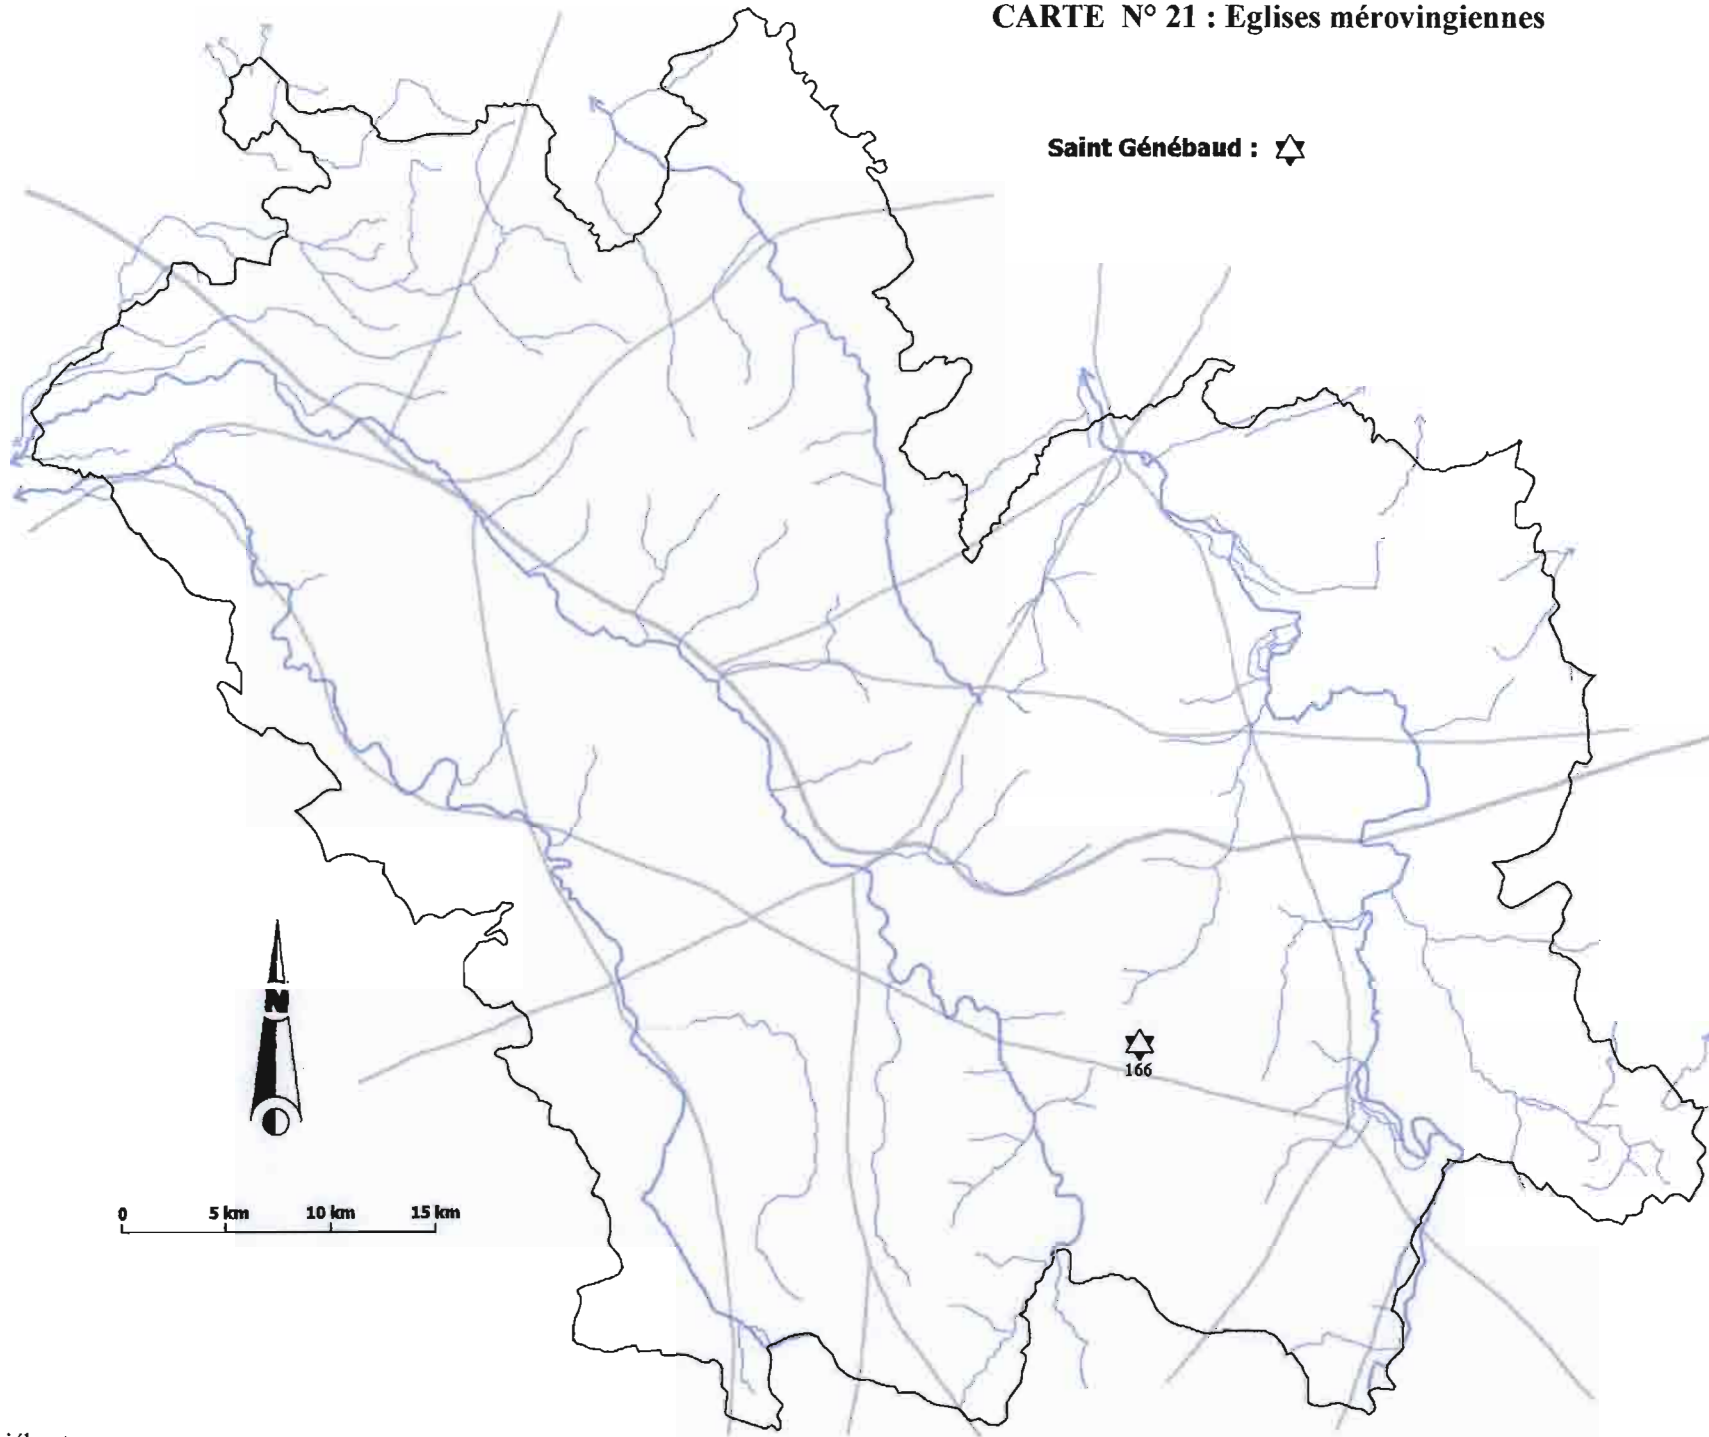 CARTE N° 21 : Eglises mérovingiennes
Saint Génébaud :
N
166
0 5 km 10 km 15 km